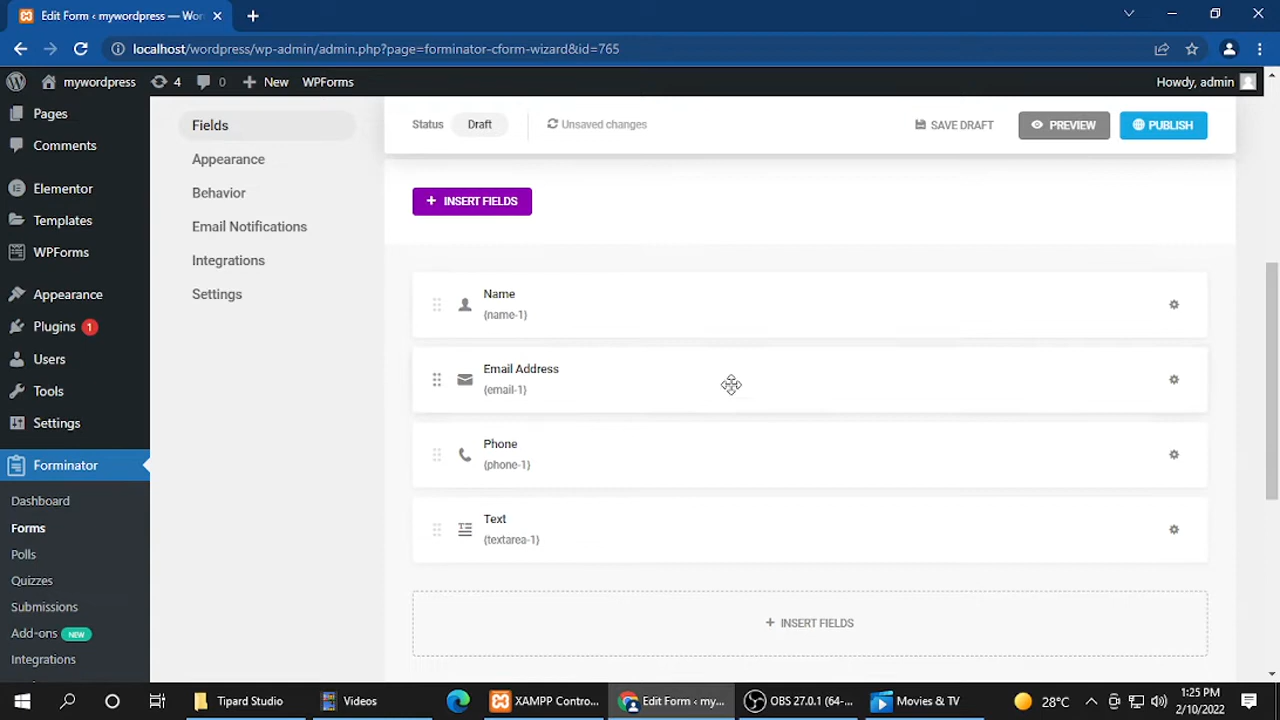 Edit Form ‹ mywordpress — Wor
localhost/wordpress/wp-admin/admin.php?page=forminator-cform-wizard&id=765
mywordpress
4
0
New
WPForms
Howdy, admin
Pages
Comments
Elementor
Templates
WPForms
Appearance
Plugins 1
Users
Tools
Settings
Forminator
Dashboard
Forms
Polls
Quizzes
Submissions
Add-ons NEW
Integrations
Fields
Appearance
Behavior
Email Notifications
Integrations
Settings
Status Draft Unsaved changes SAVE DRAFT PREVIEW PUBLISH
+ INSERT FIELDS
Name
{name-1}
Email Address
{email-1}
Phone
{phone-1}
Text
{textarea-1}
+ INSERT FIELDS
Tipard Studio
Videos
XAMPP Contro...
Edit Form ‹ my...
OBS 27.0.1 (64-...
Movies & TV
28°C
1:25 PM
2/10/2022